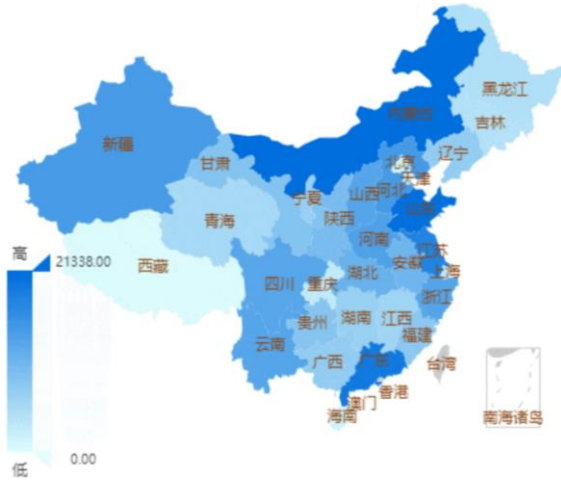 黑龙江
内蒙古
吉林
新疆
辽宁
北京
甘肃
天津
宁夏
山西
河北
山东
青海
陕西
河南
江苏
高
21338.00
西藏
安徽
上海
四川
重庆
湖北
浙江
贵州
湖南
江西
福建
云南
广西
广东
台湾
香港
澳门
海南
南海诸岛
0.00
低